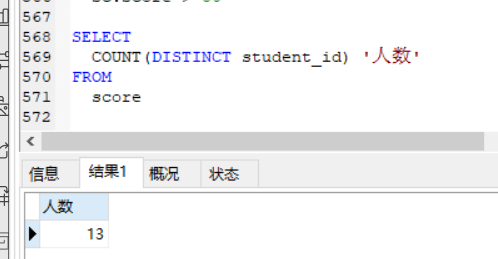 567
568 SELECT
569 COUNT(DISTINCT student_id) '人数'
570 FROM
571 score
572
信息 结果1 概况 状态
人数
13